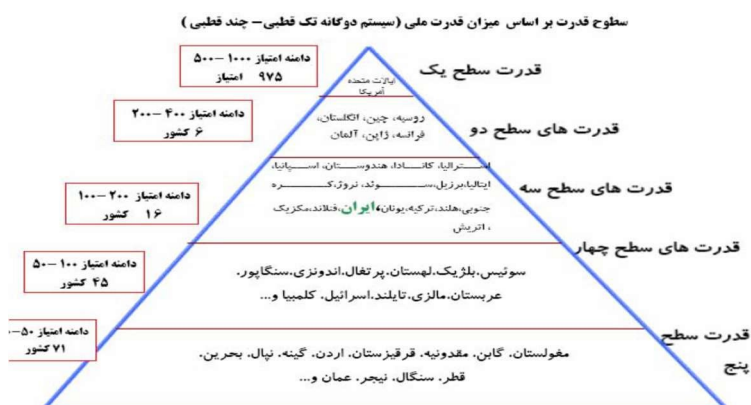 سطوح قدرت بر اساس میزان قدرت ملی (سیستم دوگانه تک قطبی– چند قطبی )
قدرت سطح یک
دامنه امتیاز ۱۰۰۰ –۵۰۰
۹۷۵ امتیاز
ایالات متحده
آمریکا
قدرت های سطح دو
دامنه امتیاز ۴۰۰ –۲۰۰
۶ کشور
روسیه، چین، انگلستان،
فرانسه، ژاپن، آلمان
قدرت های سطح سه
دامنه امتیاز ۲۰۰ –۱۰۰
۱۶ کشور
استرالیا، کانادا، هندوستان، اسپانیا،
ایتالیا،برزیل،سوئد، نروژ،کره
جنوبی،هلند،ترکیه،یونان،ایران،فنلاند،مکزیک
، اتریش
قدرت های سطح چهار
دامنه امتیاز ۱۰۰ –۵۰
۴۵ کشور
سوئیس.بلژیک.لهستان.پرتغال.اندونزی.سنگاپور.
عربستان.مالزی.تایلند.اسرائیل. کلمبیا و...
قدرت سطح
پنج
دامنه امتیاز ۵۰–۰
۷۱ کشور
مغولستان. گابن. مقدونیه. قرقیزستان. اردن. گینه. نپال. بحرین.
قطر. سنگال. نیجر. عمان و...